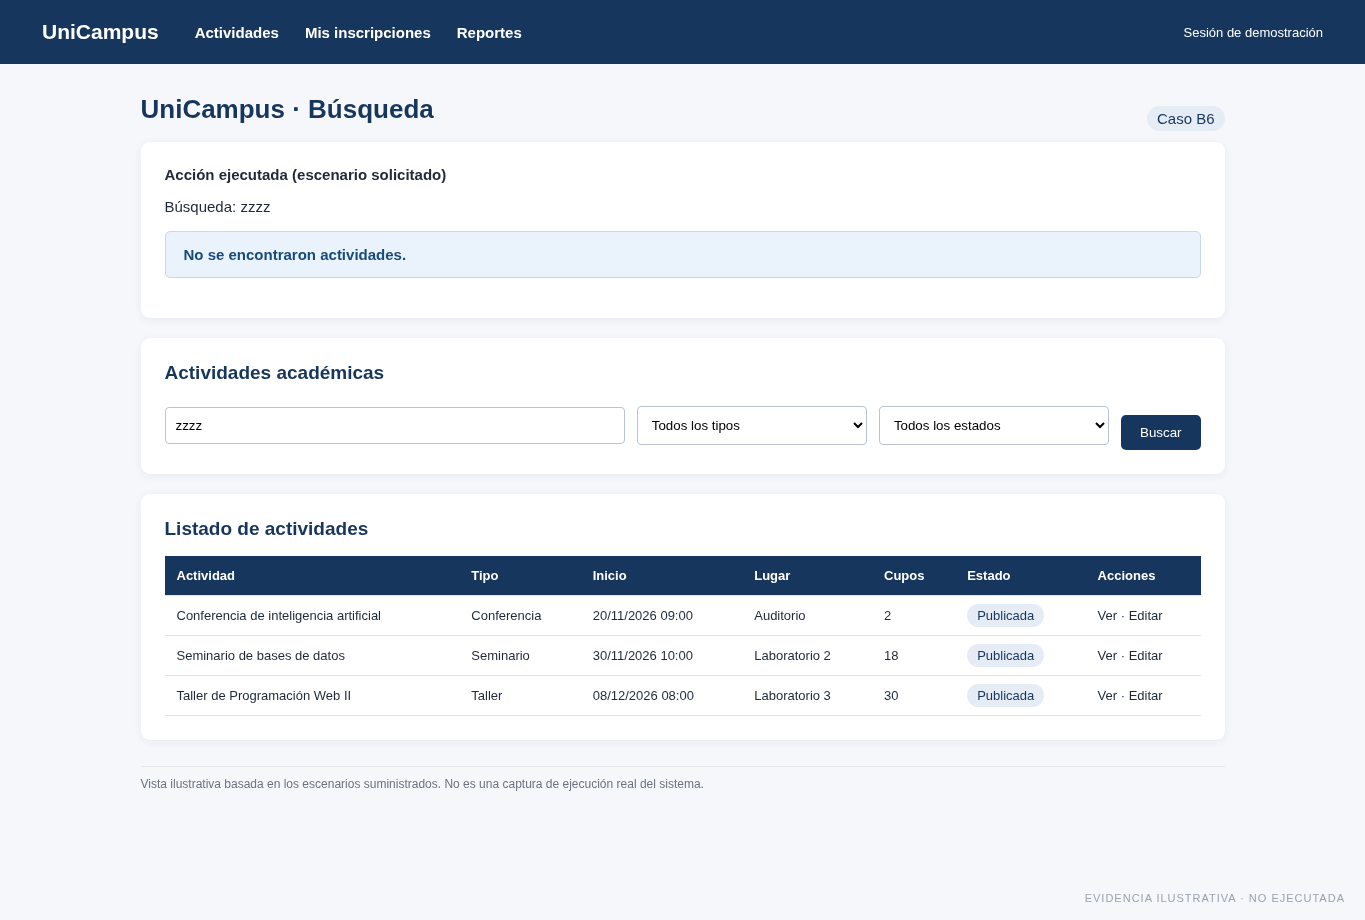 UniCampus Actividades Mis inscripciones Reportes Sesión de demostración
UniCampus · Búsqueda
Caso B6
Acción ejecutada (escenario solicitado)
Búsqueda: zzzz
No se encontraron actividades.
Actividades académicas
zzzz Todos los tipos Todos los estados Buscar
Listado de actividades
Actividad Tipo Inicio Lugar Cupos Estado Acciones
Conferencia de inteligencia artificial Conferencia 20/11/2026 09:00 Auditorio 2 Publicada Ver · Editar
Seminario de bases de datos Seminario 30/11/2026 10:00 Laboratorio 2 18 Publicada Ver · Editar
Taller de Programación Web II Taller 08/12/2026 08:00 Laboratorio 3 30 Publicada Ver · Editar
Vista ilustrativa basada en los escenarios suministrados. No es una captura de ejecución real del sistema.
EVIDENCIA ILUSTRATIVA · NO EJECUTADA